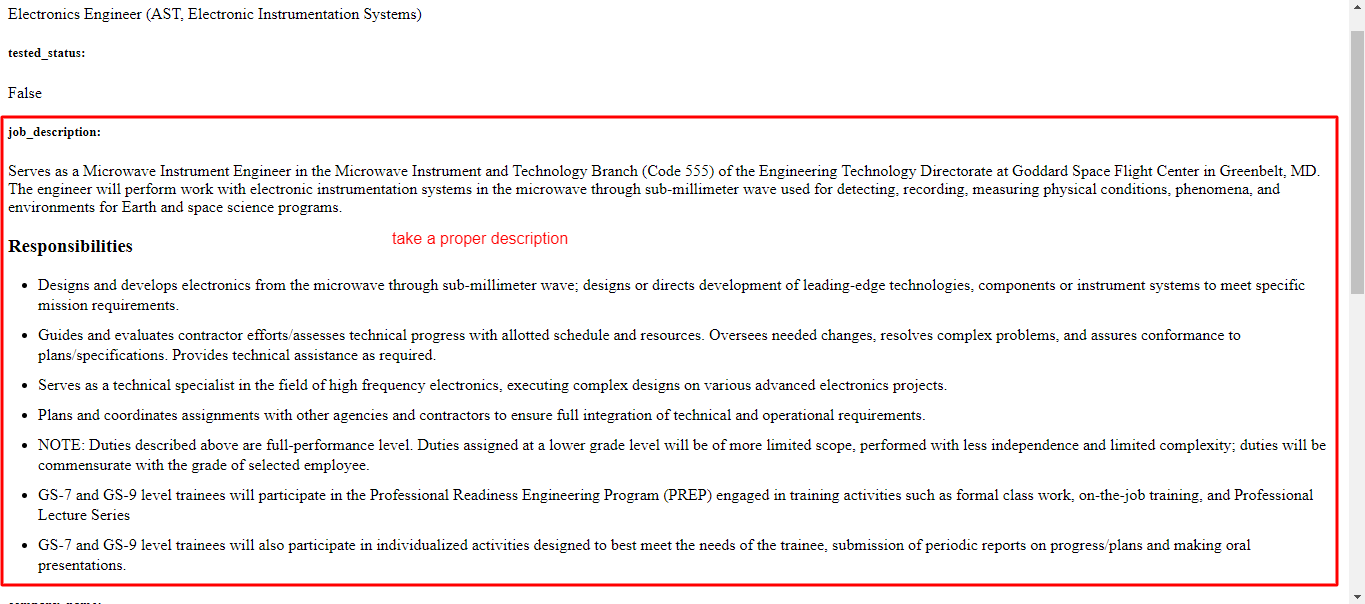 Electronics Engineer (AST, Electronic Instrumentation Systems)
tested_status:
False
job_description:
Serves as a Microwave Instrument Engineer in the Microwave Instrument and Technology Branch (Code 555) of the Engineering Technology Directorate at Goddard Space Flight Center in Greenbelt, MD.
The engineer will perform work with electronic instrumentation systems in the microwave through sub-millimeter wave used for detecting, recording, measuring physical conditions, phenomena, and
environments for Earth and space science programs.
take a proper description
Responsibilities
• Designs and develops electronics from the microwave through sub-millimeter wave; designs or directs development of leading-edge technologies, components or instrument systems to meet specific
mission requirements.
• Guides and evaluates contractor efforts/assesses technical progress with allotted schedule and resources. Oversees needed changes, resolves complex problems, and assures conformance to
plans/specifications. Provides technical assistance as required.
• Serves as a technical specialist in the field of high frequency electronics, executing complex designs on various advanced electronics projects.
• Plans and coordinates assignments with other agencies and contractors to ensure full integration of technical and operational requirements.
• NOTE: Duties described above are full-performance level. Duties assigned at a lower grade level will be of more limited scope, performed with less independence and limited complexity; duties will be
commensurate with the grade of selected employee.
• GS-7 and GS-9 level trainees will participate in the Professional Readiness Engineering Program (PREP) engaged in training activities such as formal class work, on-the-job training, and Professional
Lecture Series
• GS-7 and GS-9 level trainees will also participate in individualized activities designed to best meet the needs of the trainee, submission of periodic reports on progress/plans and making oral
presentations.